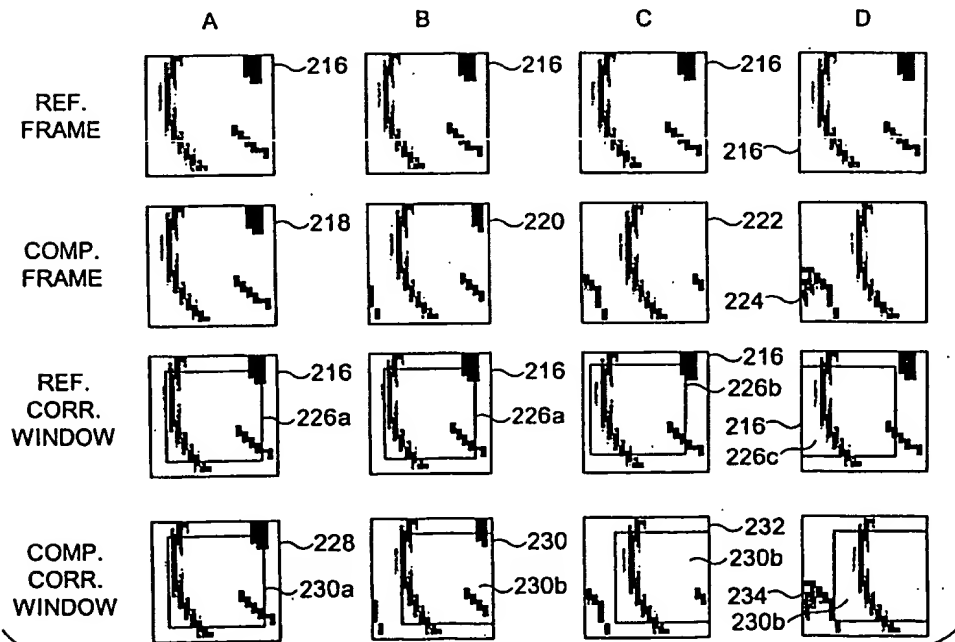 A B C D
REF.
FRAME
216 216 216 216
COMP.
FRAME
218 220 222 224
REF.
CORR.
WINDOW
216 216 216 216
226a 226a 226b 226c
COMP.
CORR.
WINDOW
228 230 232 234
230a 230b 230b 230b